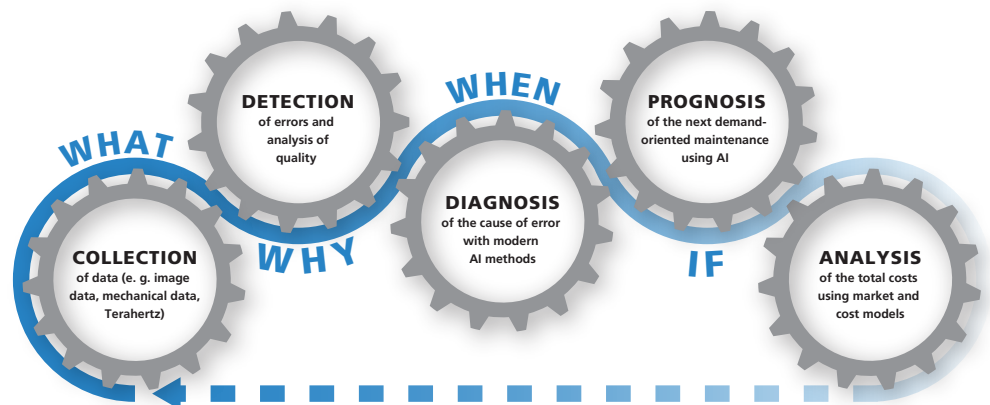 WHAT
COLLECTION
of data (e. g. image
data, mechanical data,
Terahertz)
DETECTION
of errors and
analysis of
quality
WHY
WHEN
DIAGNOSIS
of the cause of error
with modern
AI methods
PROGNOSIS
of the next demand-
oriented maintenance
using AI
IF
ANALYSIS
of the total costs
using market and
cost models